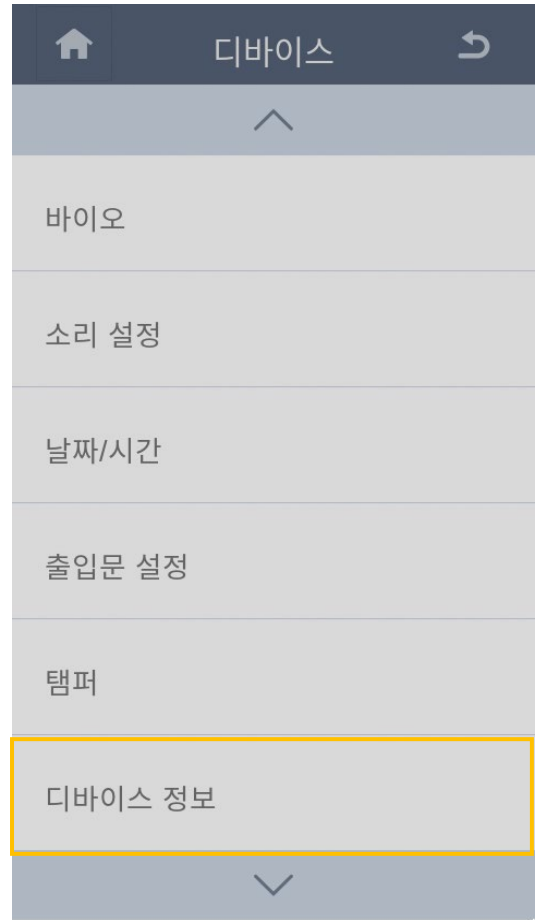 디바이스
바이오
소리 설정
날짜/시간
출입문 설정
탬퍼
디바이스 정보